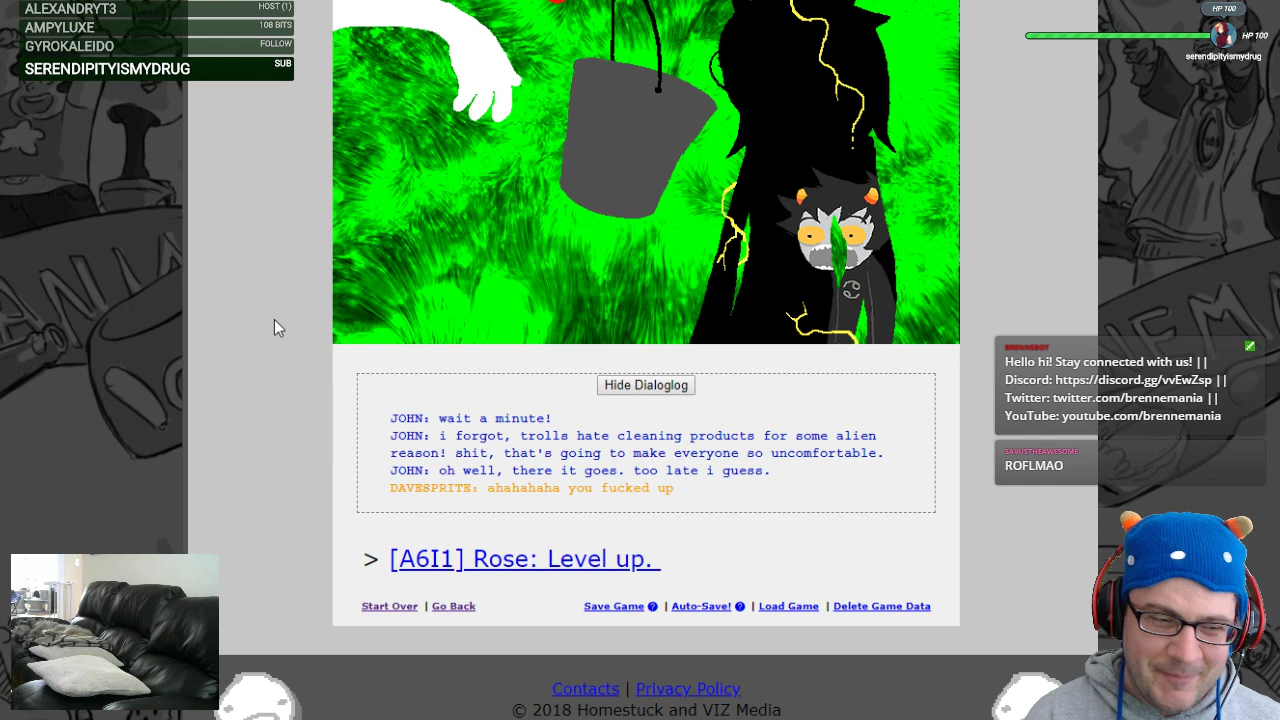 ALEXANDRYT3 HOST (1)
AMPYLUXE 108 BITS
GYROKALEIDO FOLLOW
SERENDIPITYISMYDRUG SUB
HP 100
HP 100
serendipityismydrug
Hide Dialoglog
JOHN: wait a minute!
JOHN: i forgot, trolls hate cleaning products for some alien
reason! shit, that's going to make everyone so uncomfortable.
JOHN: oh well, there it goes. too late i guess.
DAVESPRITE: ahahahaha you fucked up
> [A6I1] Rose: Level up.
Start Over | Go Back Save Game ? | Auto-Save! ? | Load Game | Delete Game Data
BRENNEBOT
Hello hi! Stay connected with us! ||
Discord: https://discord.gg/vvEwZsp ||
Twitter: twitter.com/brennemania ||
YouTube: youtube.com/brennemania
SAVUSTHEAWESOME
ROFLMAO
Contacts | Privacy Policy
© 2018 Homestuck and VIZ Media